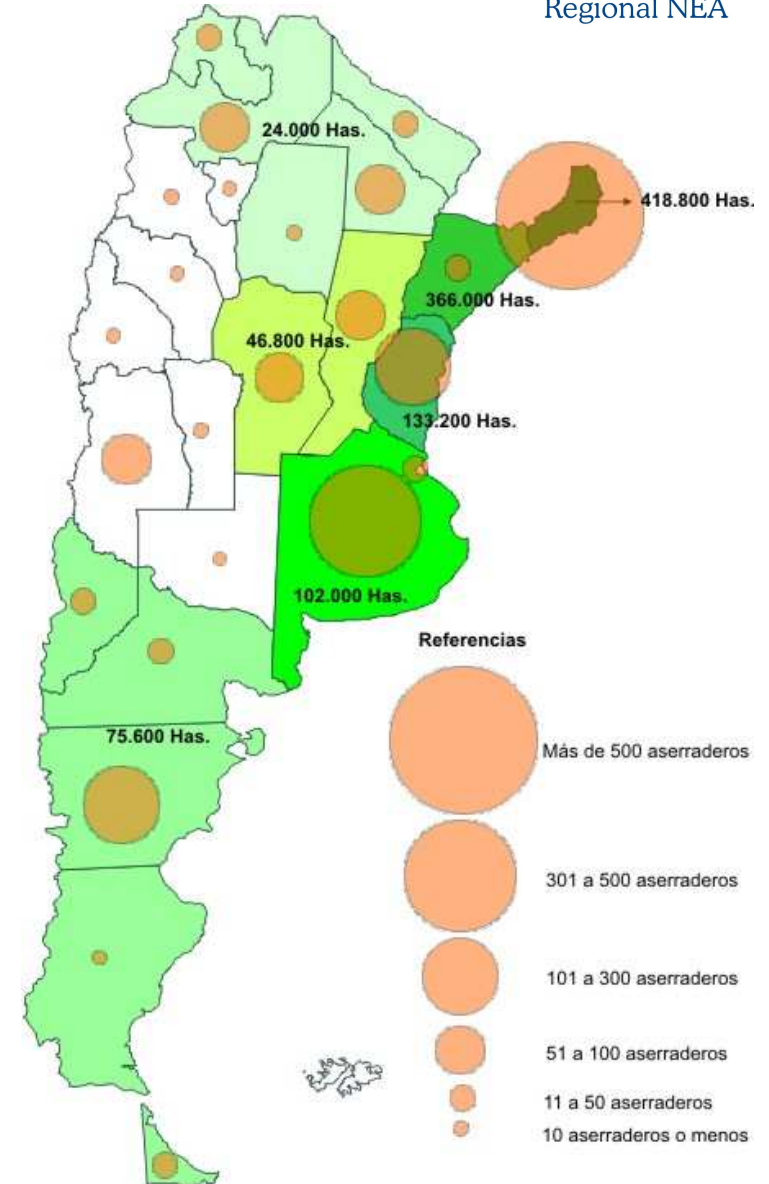 Regional NEA
24.000 Has.
418.800 Has.
366.000 Has.
46.800 Has.
133.200 Has.
102.000 Has.
Referencias
75.600 Has.
Más de 500 aserraderos
301 a 500 aserraderos
101 a 300 aserraderos
51 a 100 aserraderos
11 a 50 aserraderos
10 aserraderos o menos